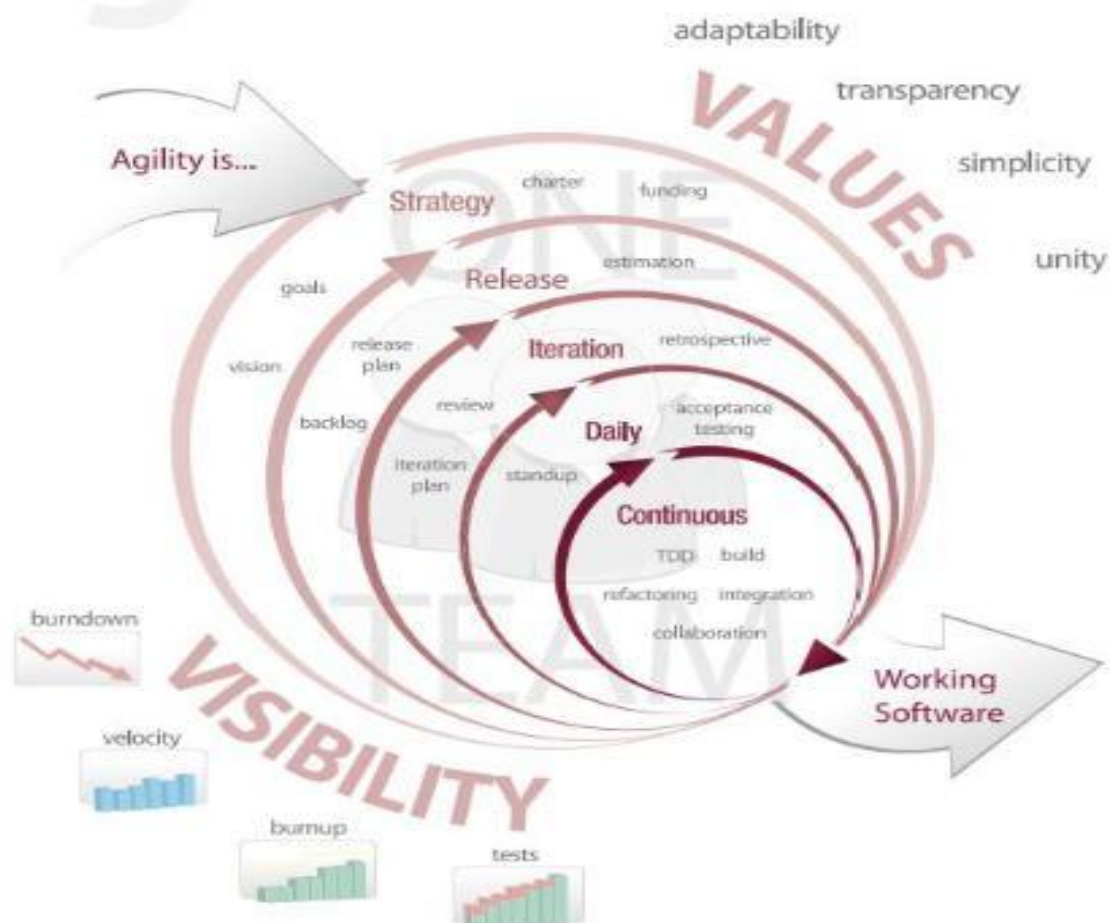 adaptability
VALUES
transparency
simplicity
unity
Agility is...
Strategy
charter
funding
goals
vision
Release
estimation
release
plan
backlog
Iteration
retrospective
review
iteration
plan
Daily
acceptance
testing
standup
Continuous
TDD build
refactoring integration
collaboration
ONE
TEAM
Working
Software
VISIBILITY
burndown
velocity
burnup
tests